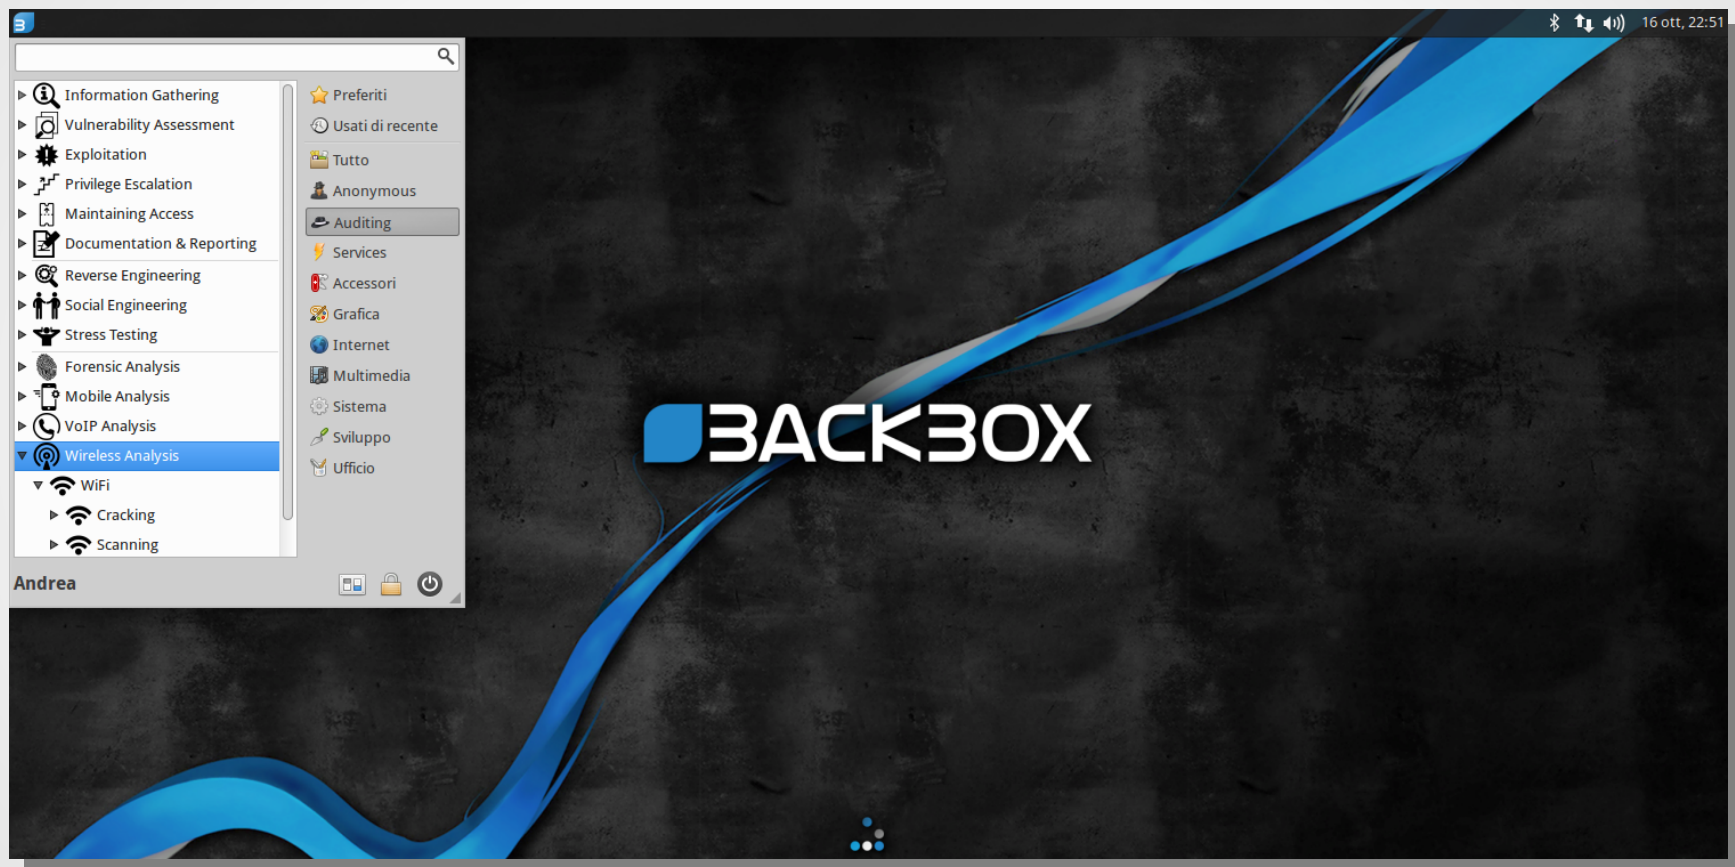 16 ott, 22:51
Information Gathering
Vulnerability Assessment
Exploitation
Privilege Escalation
Maintaining Access
Documentation & Reporting
Reverse Engineering
Social Engineering
Stress Testing
Forensic Analysis
Mobile Analysis
VoIP Analysis
Wireless Analysis
WiFi
Cracking
Scanning
Preferiti
Usati di recente
Tutto
Anonymous
Auditing
Services
Accessori
Grafica
Internet
Multimedia
Sistema
Sviluppo
Ufficio
Andrea
BACKBOX